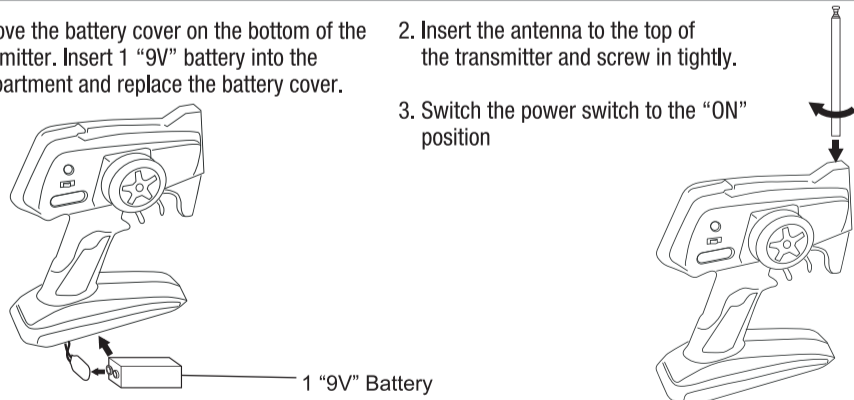 ove the battery cover on the bottom of the
mitter. Insert 1 “9V” battery into the
partment and replace the battery cover.
2. Insert the antenna to the top of
the transmitter and screw in tightly.
3. Switch the power switch to the “ON”
position
1 “9V” Battery